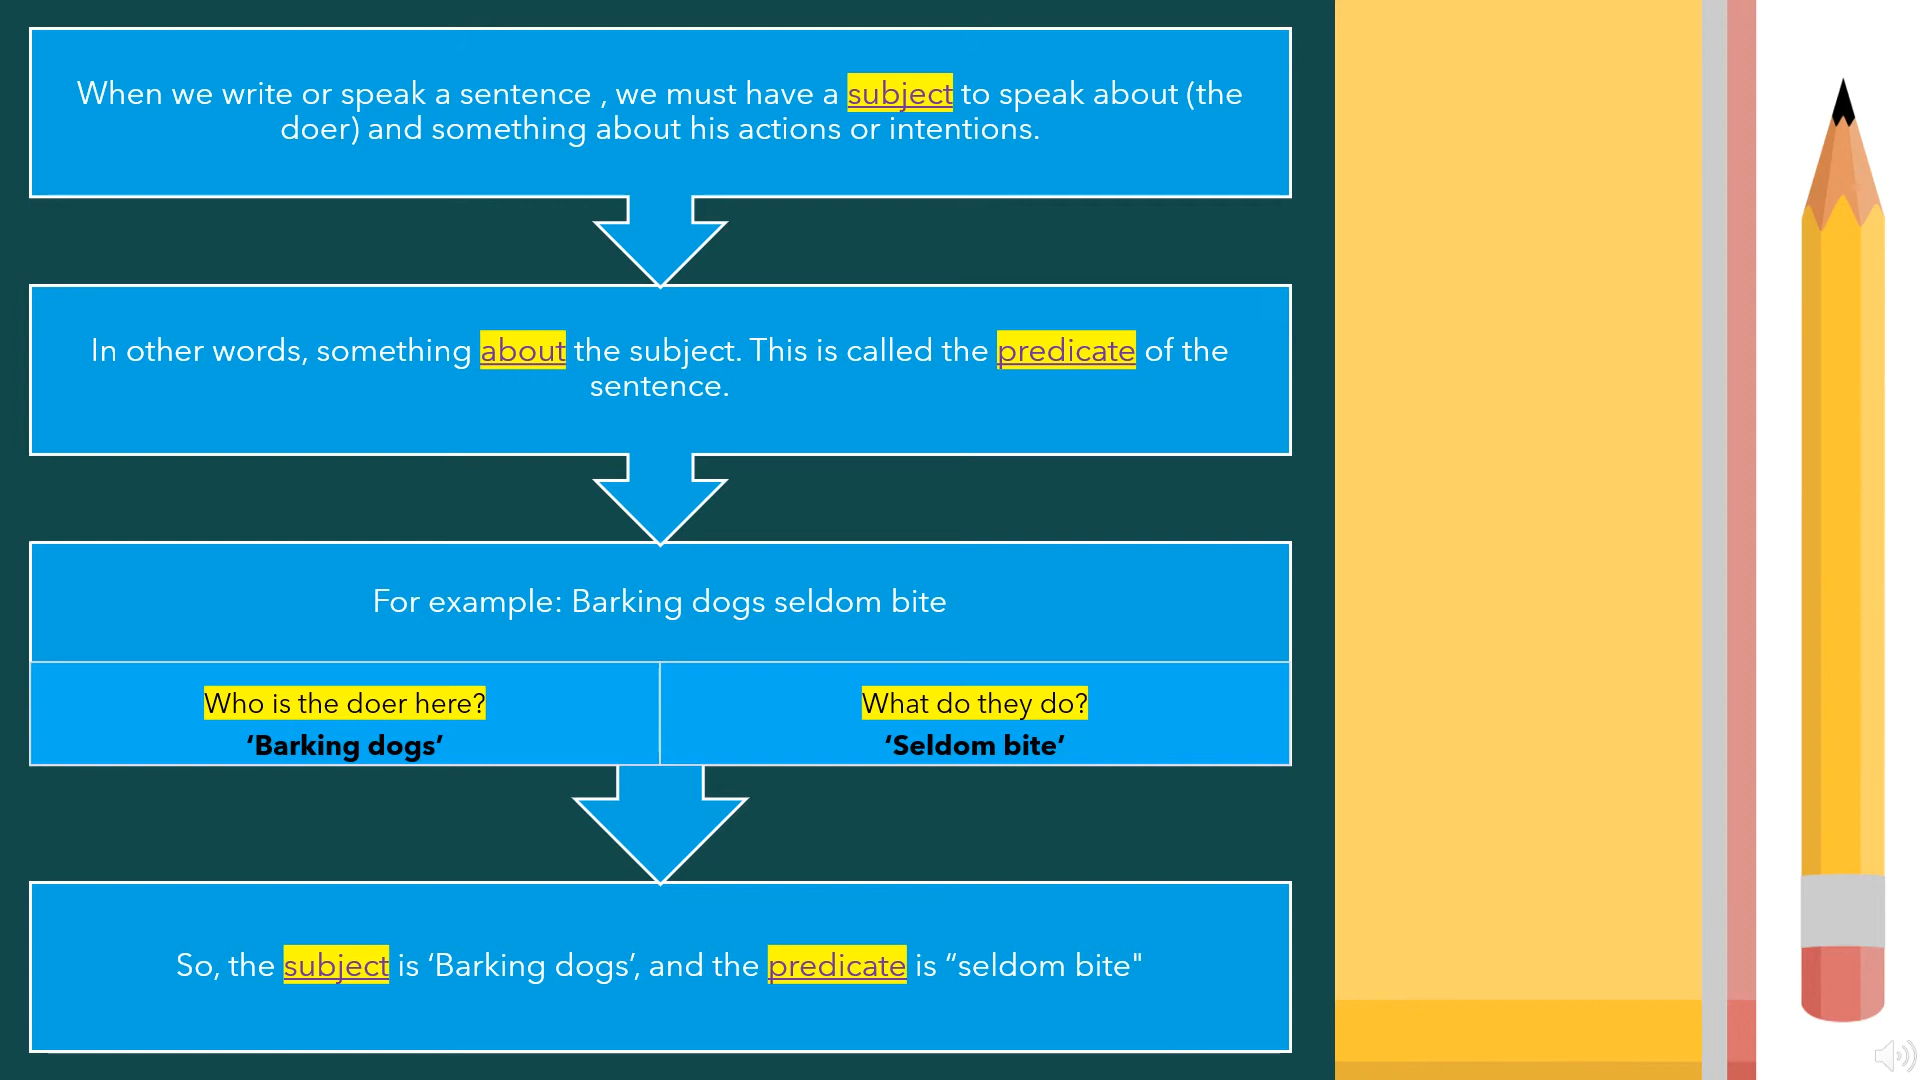 When we write or speak a sentence , we must have a subject to speak about (the
doer) and something about his actions or intentions.
In other words, something about the subject. This is called the predicate of the
sentence.
For example: Barking dogs seldom bite
Who is the doer here?
‘Barking dogs’
What do they do?
‘Seldom bite’
So, the subject is ‘Barking dogs’, and the predicate is “seldom bite"